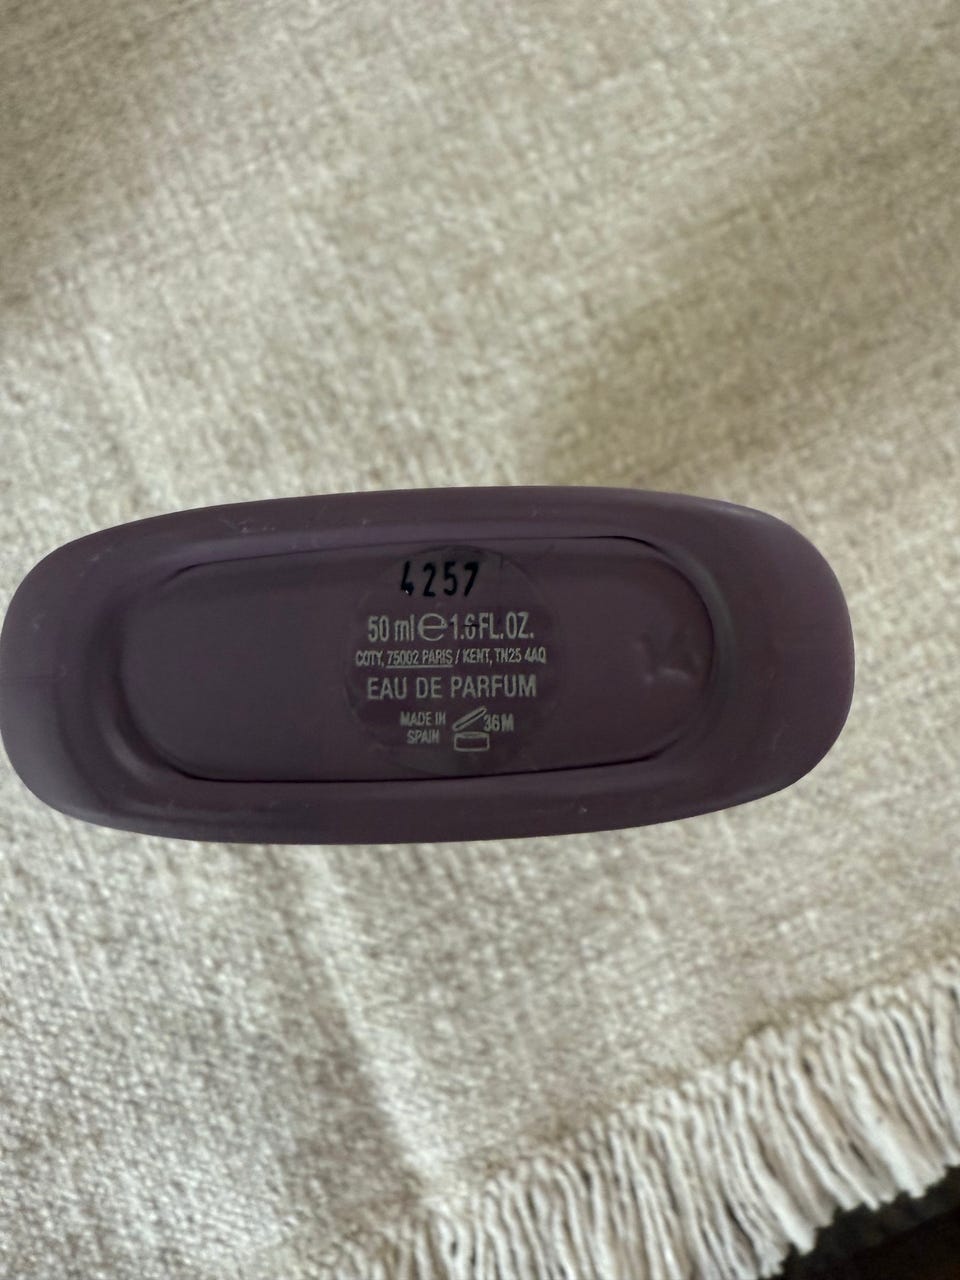 4257
50 ml ℮ 1.6 FL.OZ.
COTY, 75002 PARIS / KENT, TN25 4AQ
EAU DE PARFUM
MADE IN
SPAIN
36M